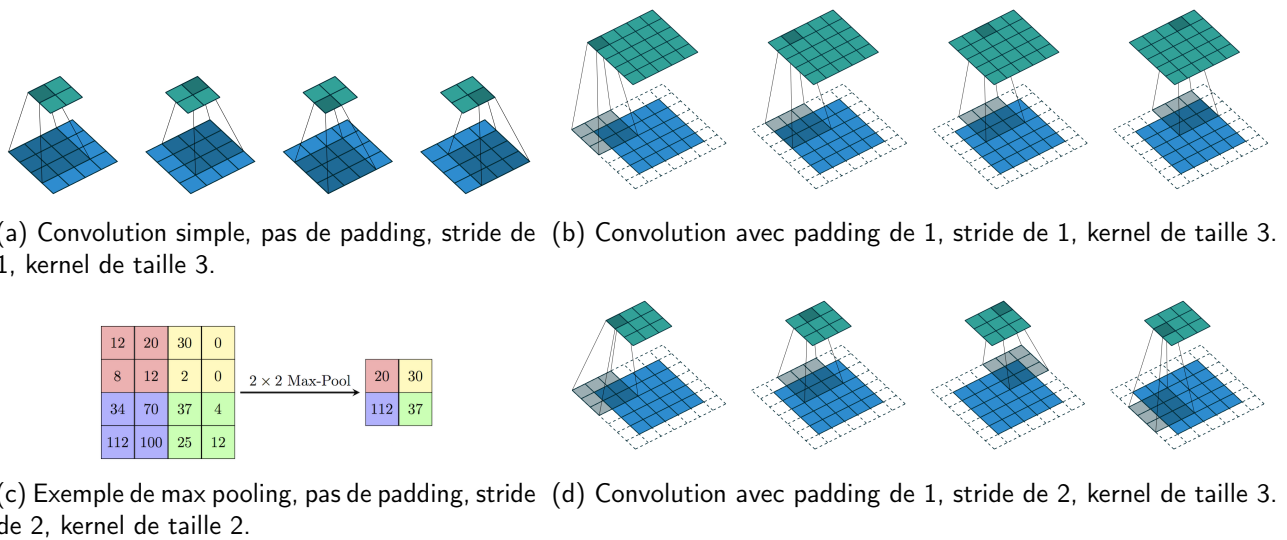 (a) Convolution simple, pas de padding, stride de
1, kernel de taille 3.
(b) Convolution avec padding de 1, stride de 1, kernel de taille 3.
12 20 30 0
8 12 2 0
34 70 37 4
112 100 25 12
2 × 2 Max-Pool
20 30
112 37
(c) Exemple de max pooling, pas de padding, stride
de 2, kernel de taille 2.
(d) Convolution avec padding de 1, stride de 2, kernel de taille 3.